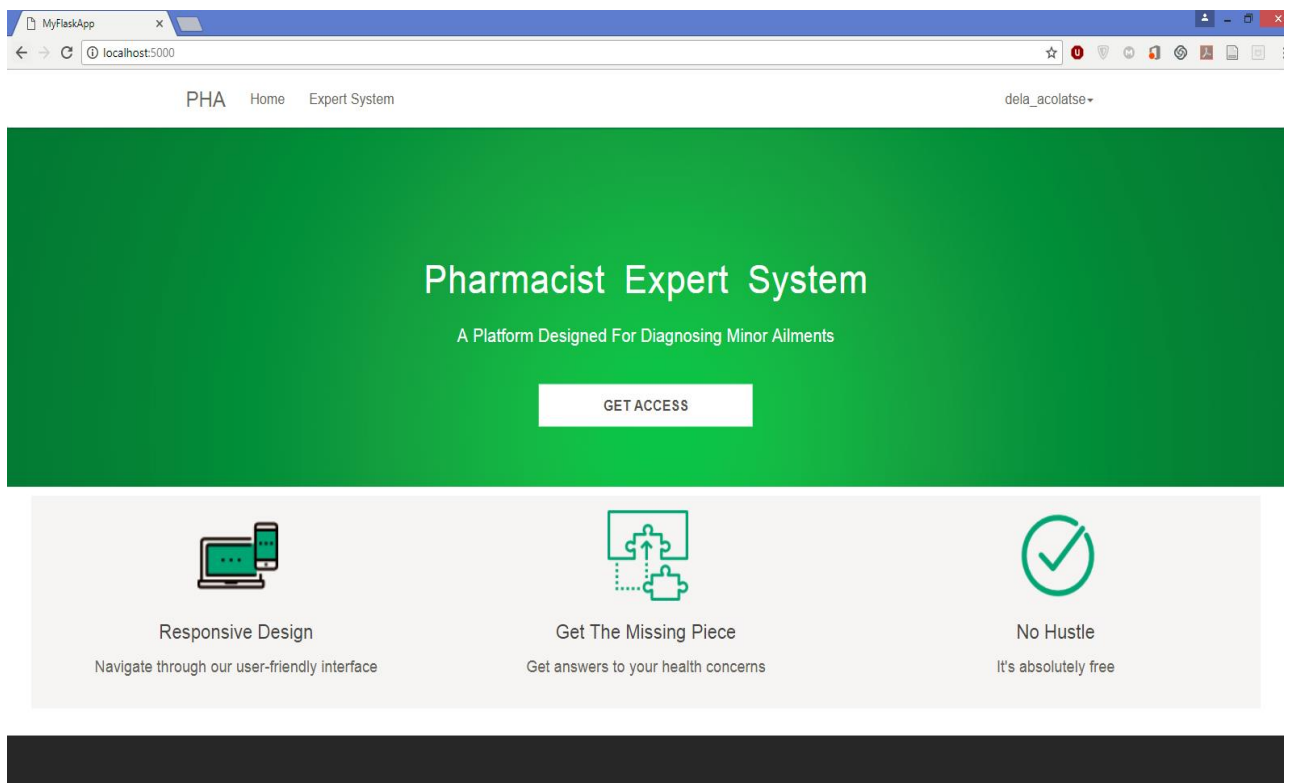 MyFlaskApp
localhost:5000
PHA Home Expert System dela_acolatse
Pharmacist Expert System
A Platform Designed For Diagnosing Minor Ailments
GET ACCESS
Responsive Design
Navigate through our user-friendly interface
Get The Missing Piece
Get answers to your health concerns
No Hustle
It's absolutely free